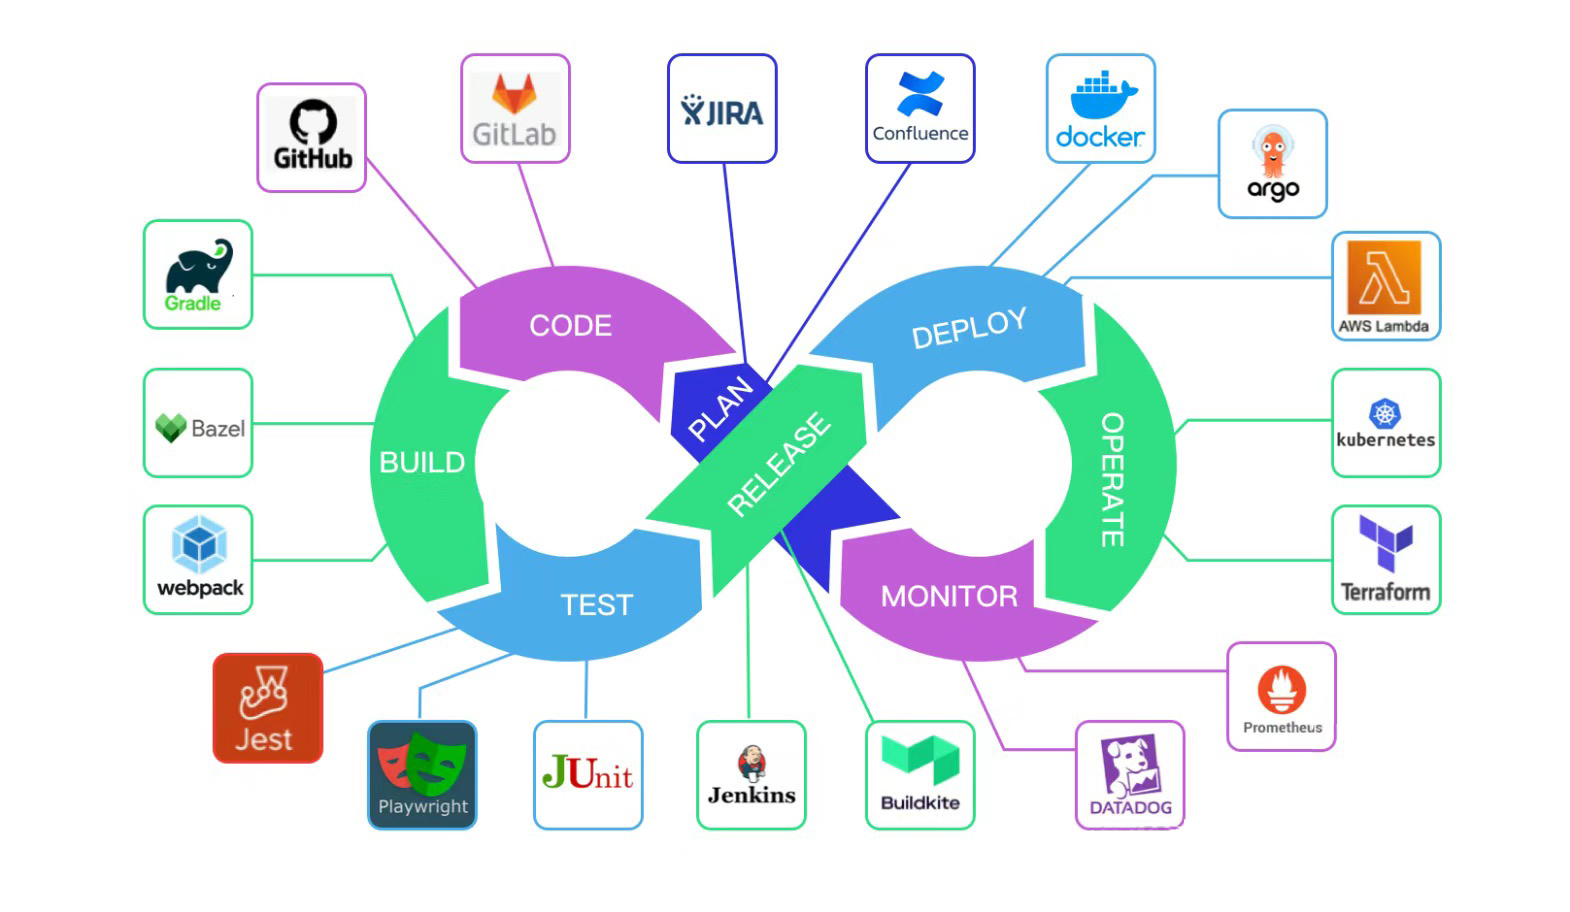 GitHub
GitLab
JIRA
Confluence
docker
argo
Gradle
AWS Lambda
CODE
DEPLOY
PLAN
RELEASE
OPERATE
BUILD
Bazel
kubernetes
webpack
Terraform
TEST
MONITOR
Jest
Playwright
JUnit
Jenkins
Buildkite
DATADOG
Prometheus